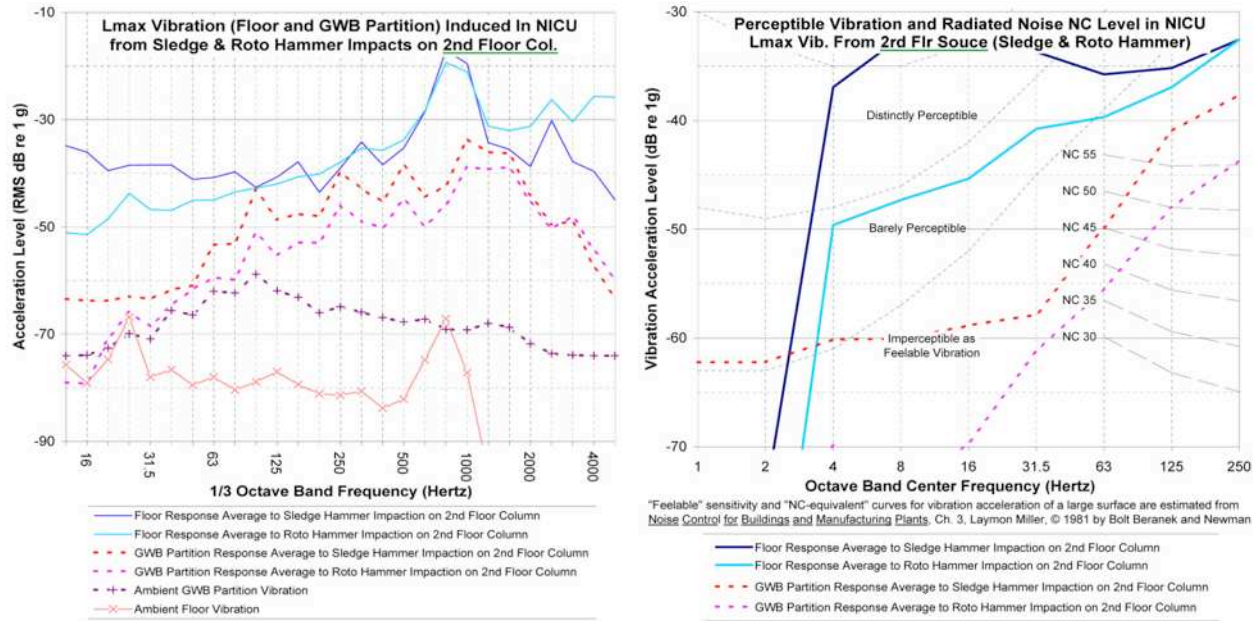 Lmax Vibration (Floor and GWB Partition) Induced In NICU
from Sledge & Roto Hammer Impacts on 2nd Floor Col.
Acceleration Level (RMS dB re 1 g)
-10
-30
-50
-70
-90
16
31.5
63
125
250
500
1000
2000
4000
1/3 Octave Band Frequency (Hertz)
Floor Response Average to Sledge Hammer Impaction on 2nd Floor Column
Floor Response Average to Roto Hammer Impaction on 2nd Floor Column
GWB Partition Response Average to Sledge Hammer Impaction on 2nd Floor Column
GWB Partition Response Average to Roto Hammer Impaction on 2nd Floor Column
Ambient GWB Partition Vibration
Ambient Floor Vibration
Perceptible Vibration and Radiated Noise NC Level in NICU
Lmax Vib. From 2rd Flr Souce (Sledge & Roto Hammer)
Vibration Acceleration Level (dB re 1g)
-30
-40
-50
-60
-70
Distinctly Perceptible
Barely Perceptible
Imperceptible as
Feelable Vibration
NC 55
NC 50
NC 45
NC 40
NC 35
NC 30
1
2
4
8
16
31.5
63
125
250
Octave Band Center Frequency (Hertz)
"Feelable" sensitivity and "NC-equivalent" curves for vibration acceleration of a large surface are estimated from
Noise Control for Buildings and Manufacturing Plants, Ch. 3, Laymon Miller, © 1981 by Bolt Beranek and Newman
Floor Response Average to Sledge Hammer Impaction on 2nd Floor Column
Floor Response Average to Roto Hammer Impaction on 2nd Floor Column
GWB Partition Response Average to Sledge Hammer Impaction on 2nd Floor Column
GWB Partition Response Average to Roto Hammer Impaction on 2nd Floor Column